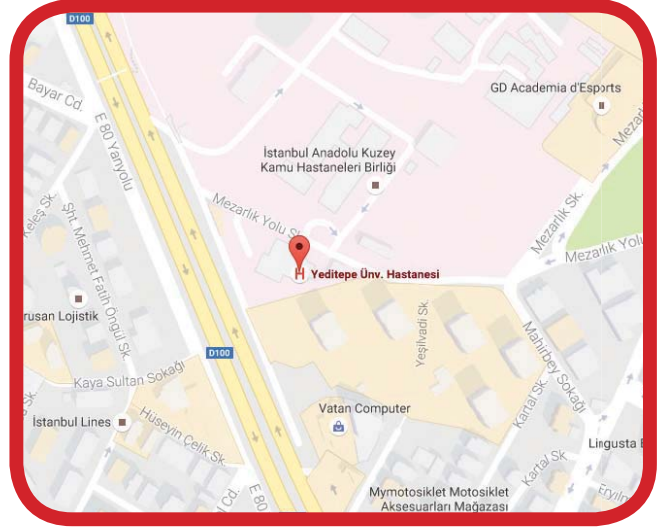 D100
Bayar Cd.
GD Academia d'Esports
E 80 Yanyolu
Mezarlık
İstanbul Anadolu Kuzey
Kamu Hastaneleri Birliği
Keleş Sk.
Şht. Mehmet Fatih Öngül Sk.
Mezarlık Yolu Sk.
Mezarlık Sk.
Mezarlık Yolu
H Yeditepe Ünv. Hastanesi
rusan Lojistik
Yeşilvadi Sk.
Mahirbey Sokağı
D100
Kaya Sultan Sokağı
Kartal Sk.
Vatan Computer
İstanbul Lines
Hüseyin Çelik Sk.
Lingusta
Kartal Sk
Cd.
E 80
Mymotosiklet Motosiklet
Aksesuarları Mağazası